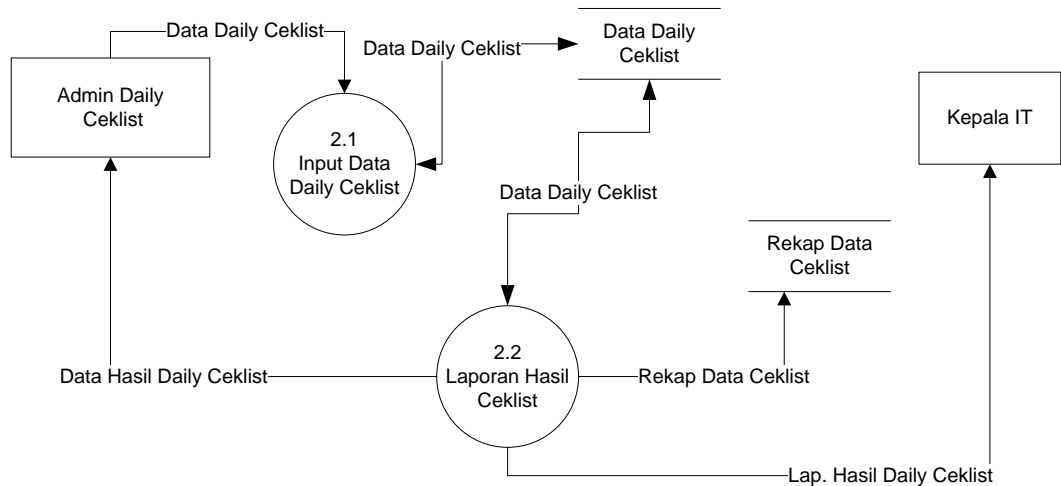 Data Daily Ceklist
Data Daily Ceklist
Data Daily
Ceklist
Admin Daily
Ceklist
Kepala IT
2.1
Input Data
Daily Ceklist
Data Daily Ceklist
Rekap Data
Ceklist
2.2
Laporan Hasil
Ceklist
Data Hasil Daily Ceklist
Rekap Data Ceklist
Lap. Hasil Daily Ceklist